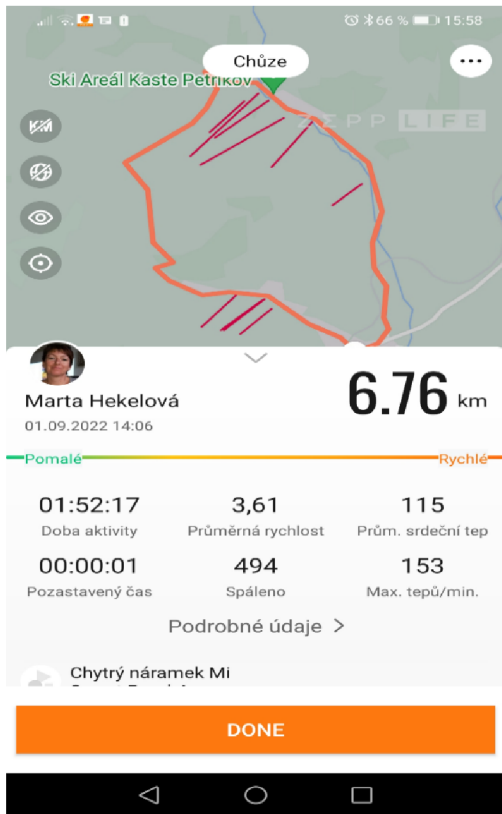 66 % 15:58
Chůze
Ski Areál Kaste Petříkov
ZEPP LIFE
KM
Marta Hekelová
6.76 km
01.09.2022 14:06
Pomalé Rychlé
01:52:17 3,61 115
Doba aktivity Průměrná rychlost Prům. srdeční tep
00:00:01 494 153
Pozastavený čas Spáleno Max. tepů/min.
Podrobné údaje >
Chytrý náramek Mi
DONE